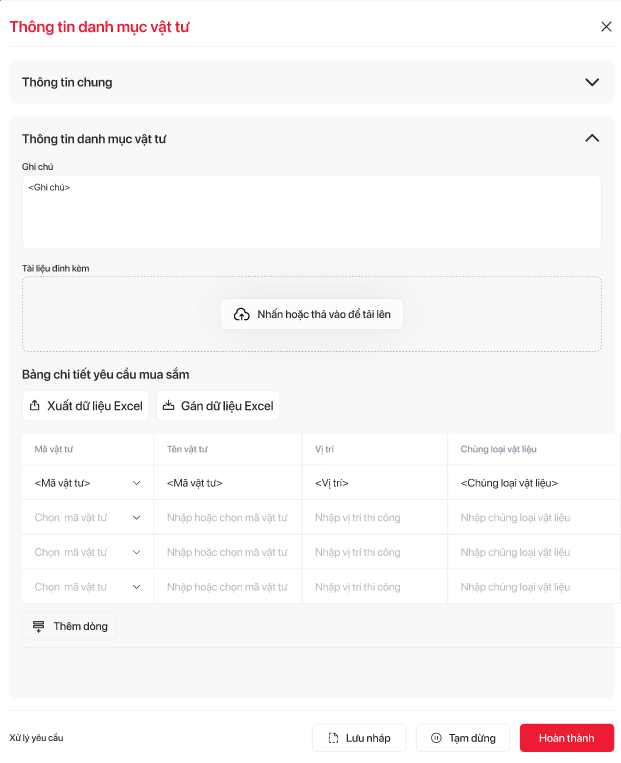 Thông tin danh mục vật tư
Thông tin chung
Thông tin danh mục vật tư
Ghi chú
<Ghi chú>
Tài liệu đính kèm
Nhấn hoặc thả vào để tải lên
Bảng chi tiết yêu cầu mua sắm
Xuất dữ liệu Excel Gán dữ liệu Excel
Mã vật tư Tên vật tư Vị trí Chủng loại vật liệu
<Mã vật tư> <Mã vật tư> <Vị trí> <Chủng loại vật liệu>
Chọn mã vật tư Nhập hoặc chọn mã vật tư Nhập vị trí thi công Nhập chủng loại vật liệu
Chọn mã vật tư Nhập hoặc chọn mã vật tư Nhập vị trí thi công Nhập chủng loại vật liệu
Chọn mã vật tư Nhập hoặc chọn mã vật tư Nhập vị trí thi công Nhập chủng loại vật liệu
Thêm dòng
Xử lý yêu cầu Lưu nháp Tạm dừng Hoàn thành